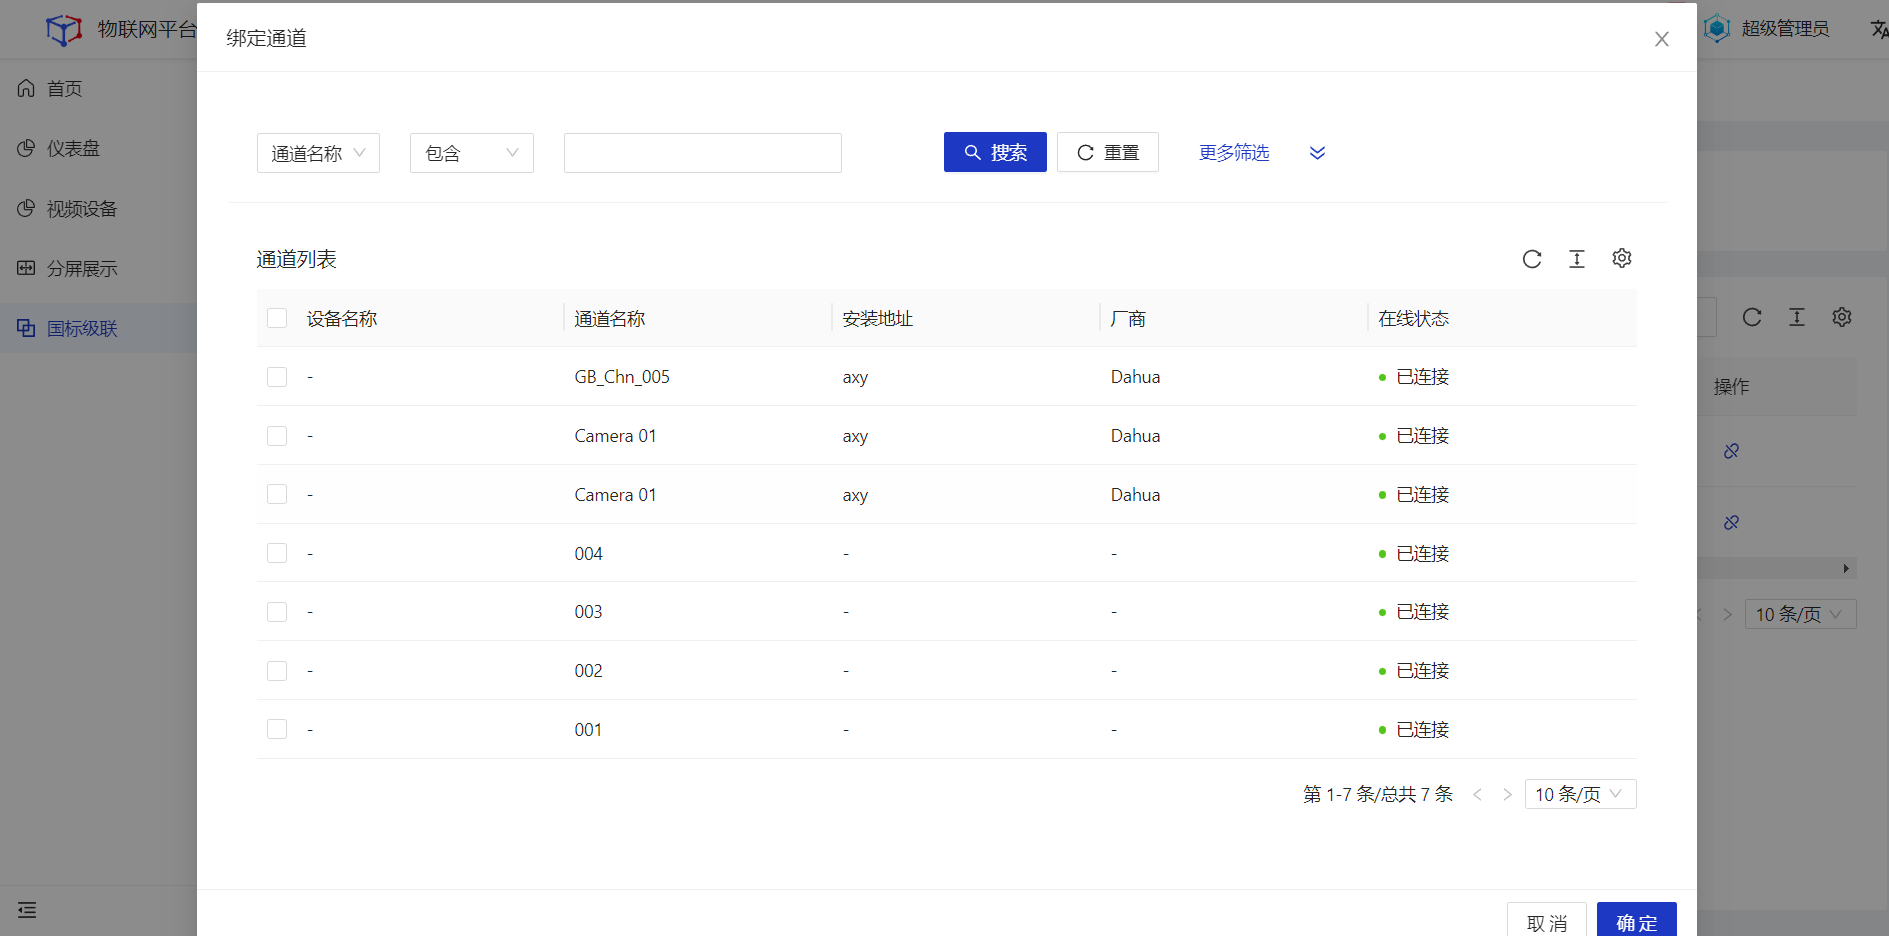 物联网平台
绑定通道
超级管理员
首页
仪表盘
视频设备
分屏展示
国标级联
通道名称
包含
搜索
重置
更多筛选
通道列表
设备名称 通道名称 安装地址 厂商 在线状态
- GB_Chn_005 axy Dahua 已连接
- Camera 01 axy Dahua 已连接
- Camera 01 axy Dahua 已连接
- 004 - - 已连接
- 003 - - 已连接
- 002 - - 已连接
- 001 - - 已连接
第 1-7 条/总共 7 条
10 条/页
操作
10 条/页
取 消
确 定